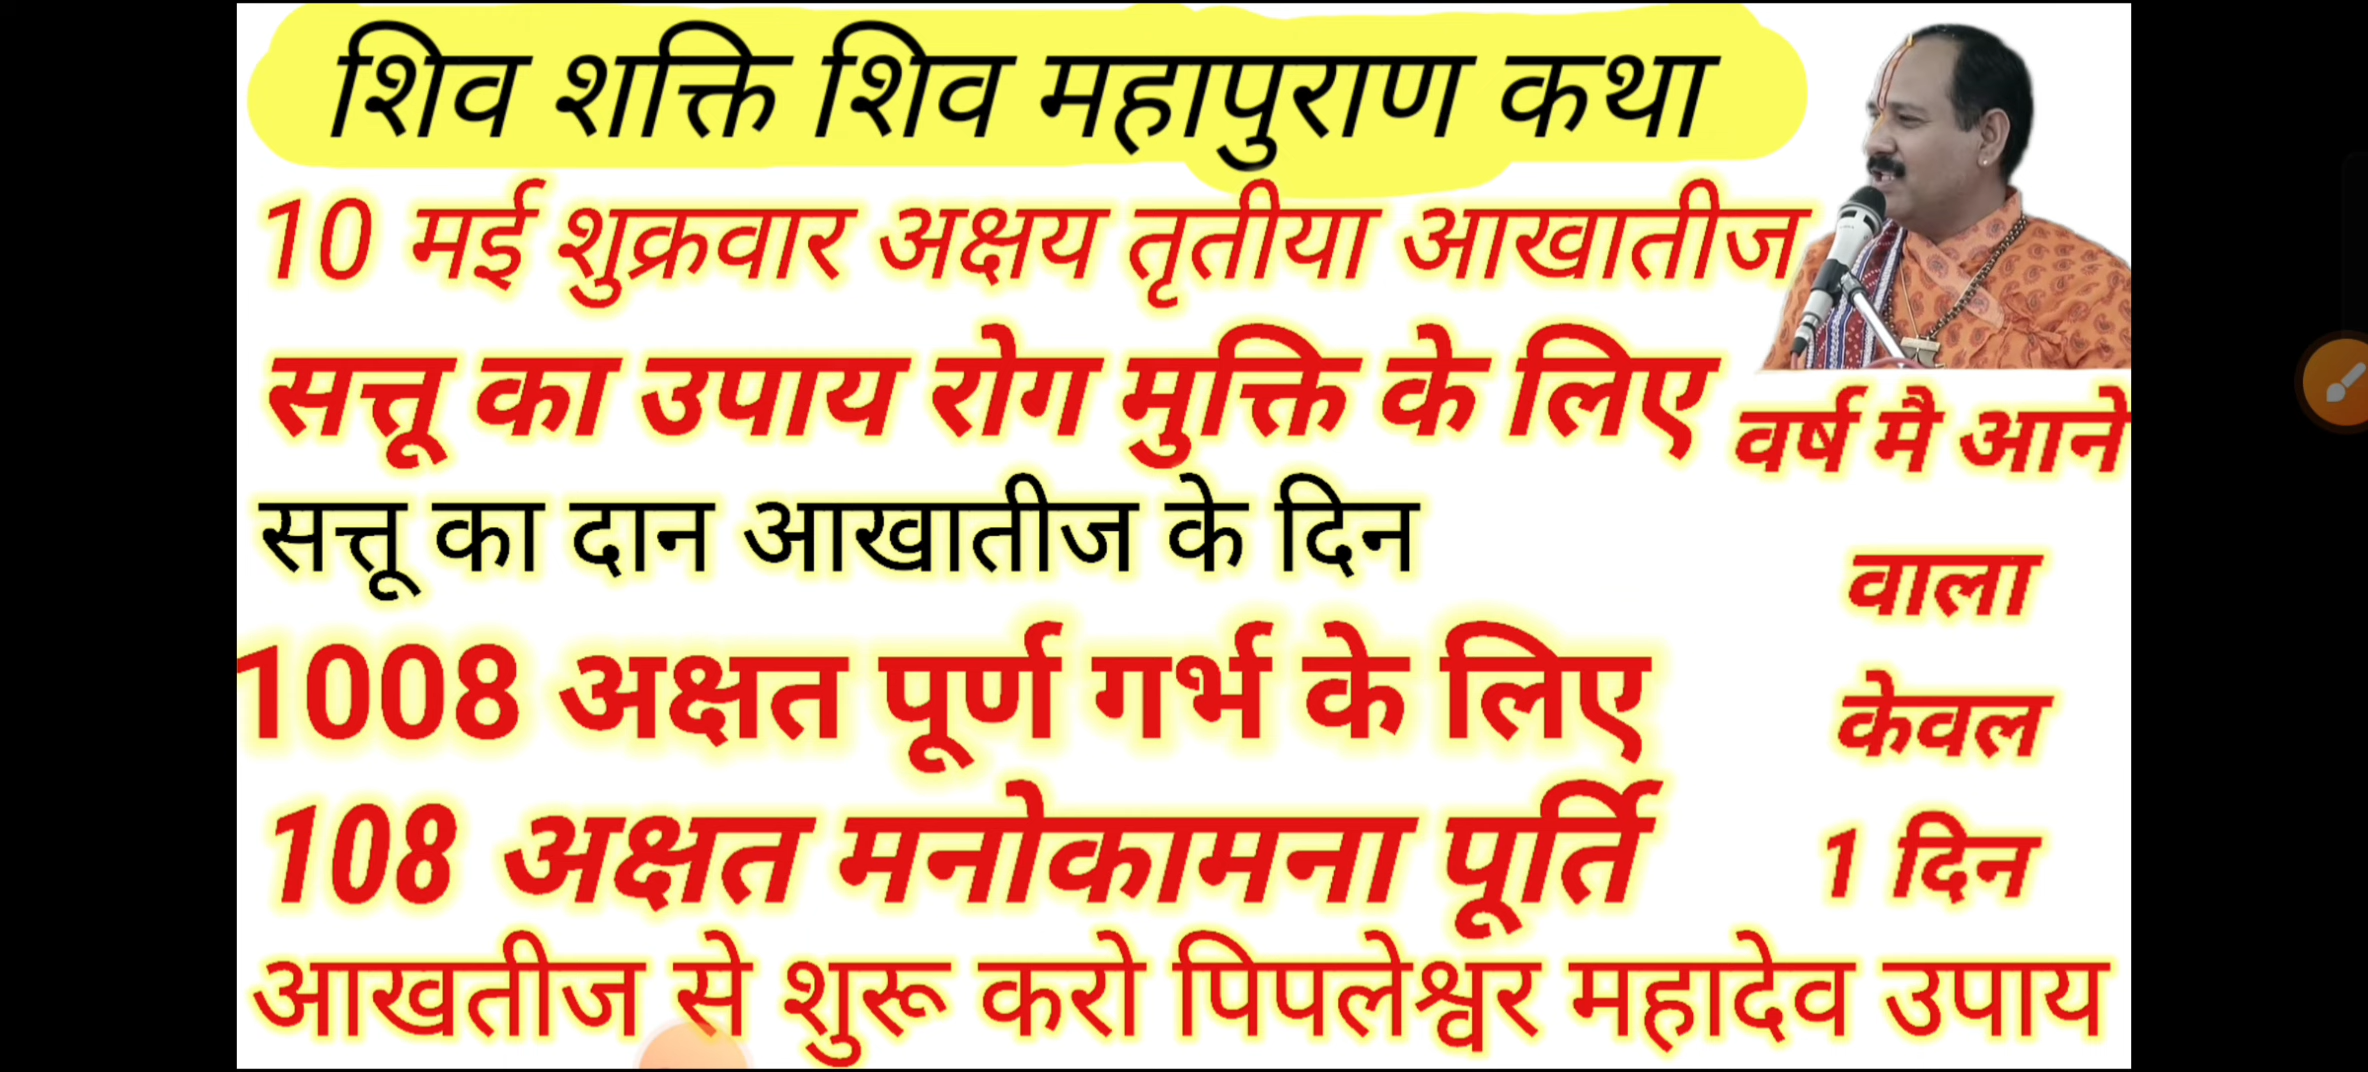 शिव शक्ति शिव महापुराण कथा
10 मई शुक्रवार अक्षय तृतीया आखातीज
सत्तू का उपाय रोग मुक्ति के लिए
सत्तू का दान आखातीज के दिन
1008 अक्षत पूर्ण गर्भ के लिए
108 अक्षत मनोकामना पूर्ति
आखतीज से शुरू करो पिपलेश्वर महादेव उपाय
वर्ष मै आने
वाला
केवल
1 दिन